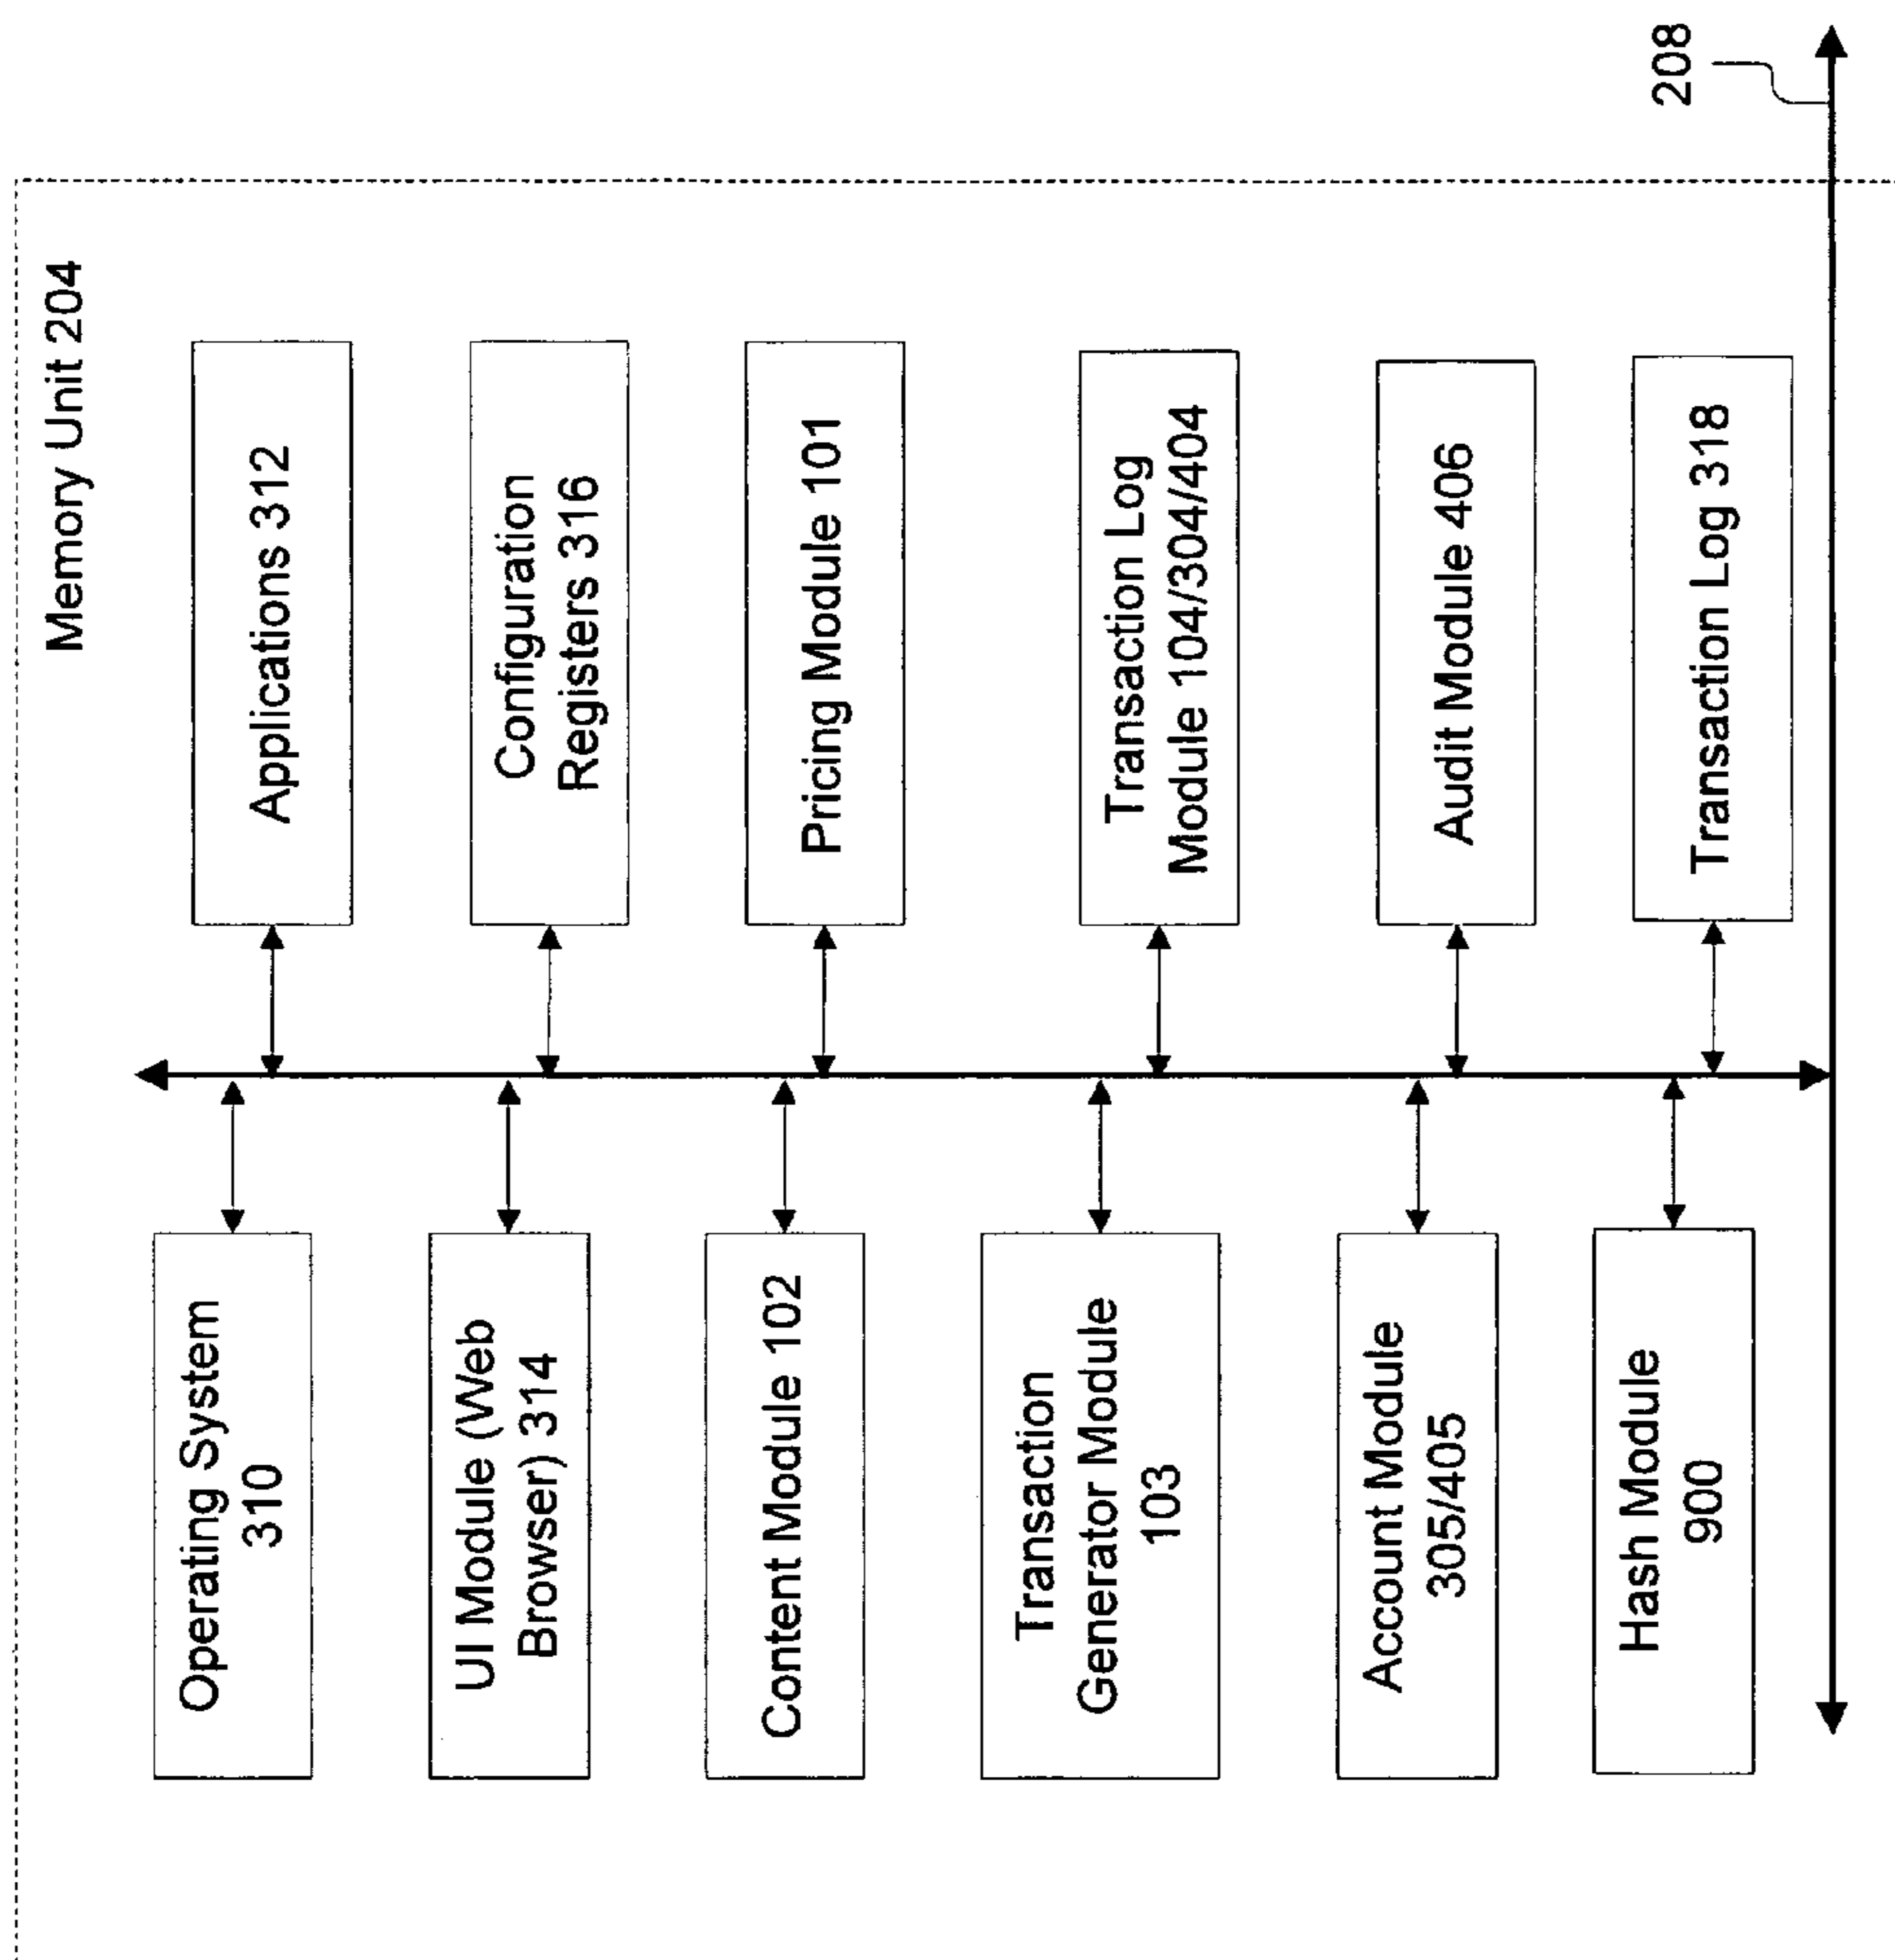 Memory Unit 204
208
Operating System
310
Applications 312
UI Module (Web
Browser) 314
Configuration
Registers 316
Content Module 102
Pricing Module 101
Transaction
Generator Module
103
Transaction Log
Module 104/304/404
Account Module
305/405
Audit Module 406
Hash Module
900
Transaction Log 318